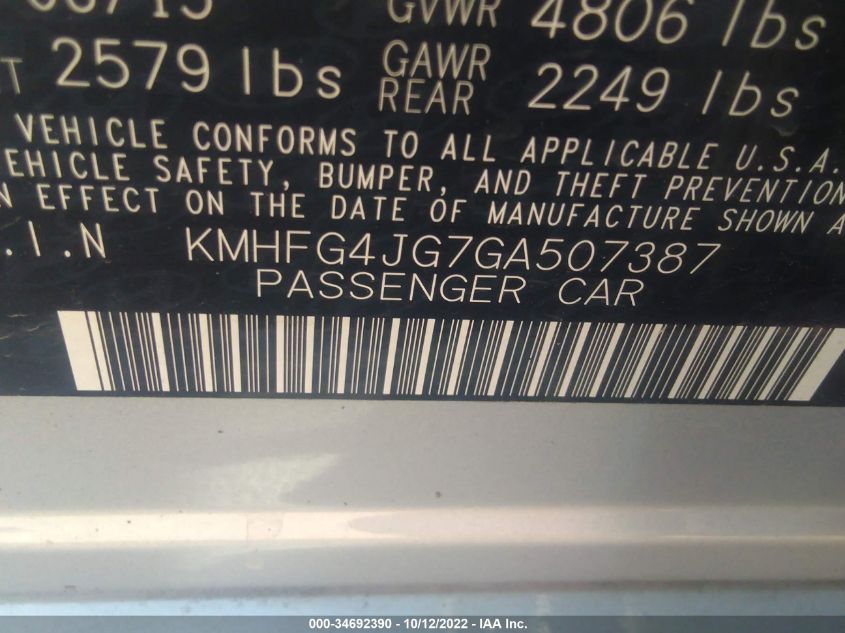 GVWR 4806 lbs
2579 lbs GAWR REAR 2249 lbs
VEHICLE CONFORMS TO ALL APPLICABLE U.S.A.
VEHICLE SAFETY, BUMPER, AND THEFT PREVENTION
IN EFFECT ON THE DATE OF MANUFACTURE SHOWN A
.I.N KMHFG4JG7GA507387
PASSENGER CAR
000-34692390 - 10/12/2022 - IAA Inc.